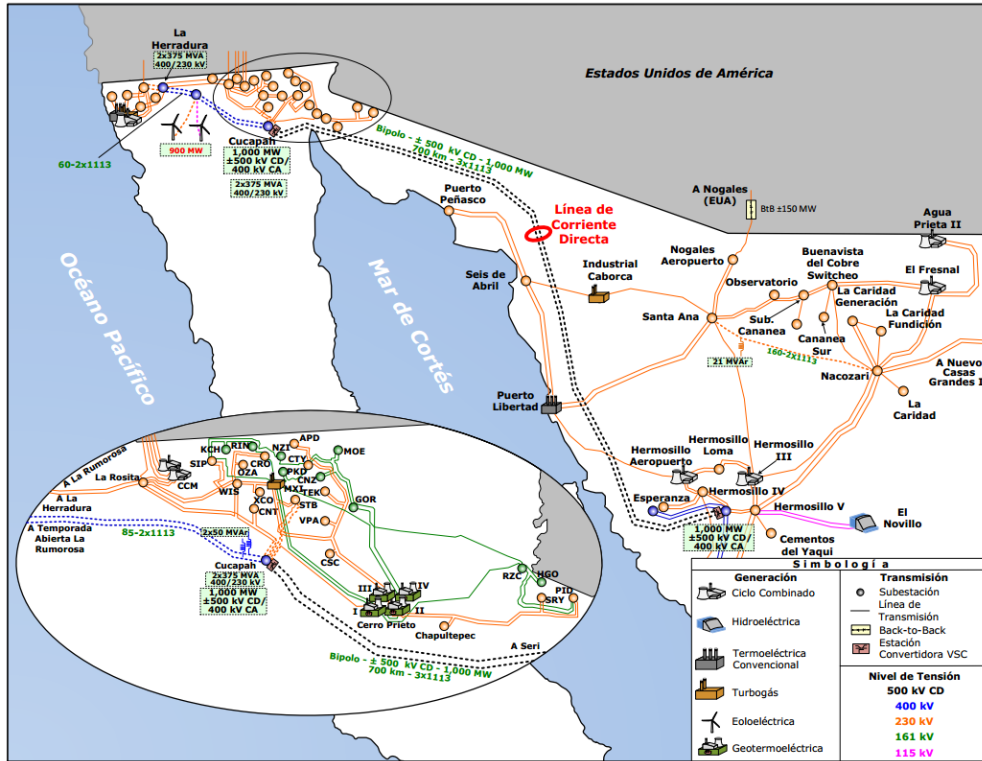 La
Herradura
2x375 MVA
400/230 kV
Estados Unidos de América
60-2x1113
900 MW
Cucapah
1,000 MW
±500 kV CD/
400 kV CA
2x375 MVA
400/230 kV
Bipolo - ± 500 kV CD - 1,000 MW
700 km - 3x1113
Océano Pacífico
Mar de Cortés
Puerto
Peñasco
Línea de
Corriente
Directa
A Nogales
(EUA)
BtB ±150 MW
Agua
Prieta II
Nogales
Aeropuerto
Buenavista
del Cobre
Switcheo
Seis de
Abril
Industrial
Caborca
Observatorio
El Fresnal
La Caridad
Generación
Santa Ana
Sub.
Cananea
Cananea
Sur
La Caridad
Fundición
21 MVAr
160-2x1113
Nacozari
A Nuevo
Casas
Grandes I
La
Caridad
Puerto
Libertad
Hermosillo
Aeropuerto
Hermosillo
Loma
Hermosillo
III
Esperanza
Hermosillo IV
Hermosillo V
El
Novillo
1,000 MW
±500 kV CD/
400 kV CA
Cementos
del Yaqui
A La Rumorosa
La Rosita
A La
Herradura
A Temporada
Abierta La
Rumorosa
85-2x1113
KCH
RIN
NZI
APD
MOE
SIP
CRO
CTY
OZA
PKD
CNZ
CCM
WIS
MXI
TEK
GOR
XCO
STB
CNT
VPA
2x50 MVAr
CSC
Cucapah
2x375 MVA
400/230 kV
1,000 MW
±500 kV CD/
400 kV CA
III
IV
I
II
Cerro Prieto
Chapultepec
RZC
HGO
PID
SRY
A Seri
Bipolo - ± 500 kV CD - 1,000 MW
700 km - 3x1113
Simbología
Generación
Ciclo Combinado
Hidroeléctrica
Termoeléctrica
Convencional
Turbogás
Eoloeléctrica
Geotermoeléctrica
Transmisión
Subestación
Línea de
Transmisión
Back-to-Back
Estación
Convertidora VSC
Nivel de Tensión
500 kV CD
400 kV
230 kV
161 kV
115 kV